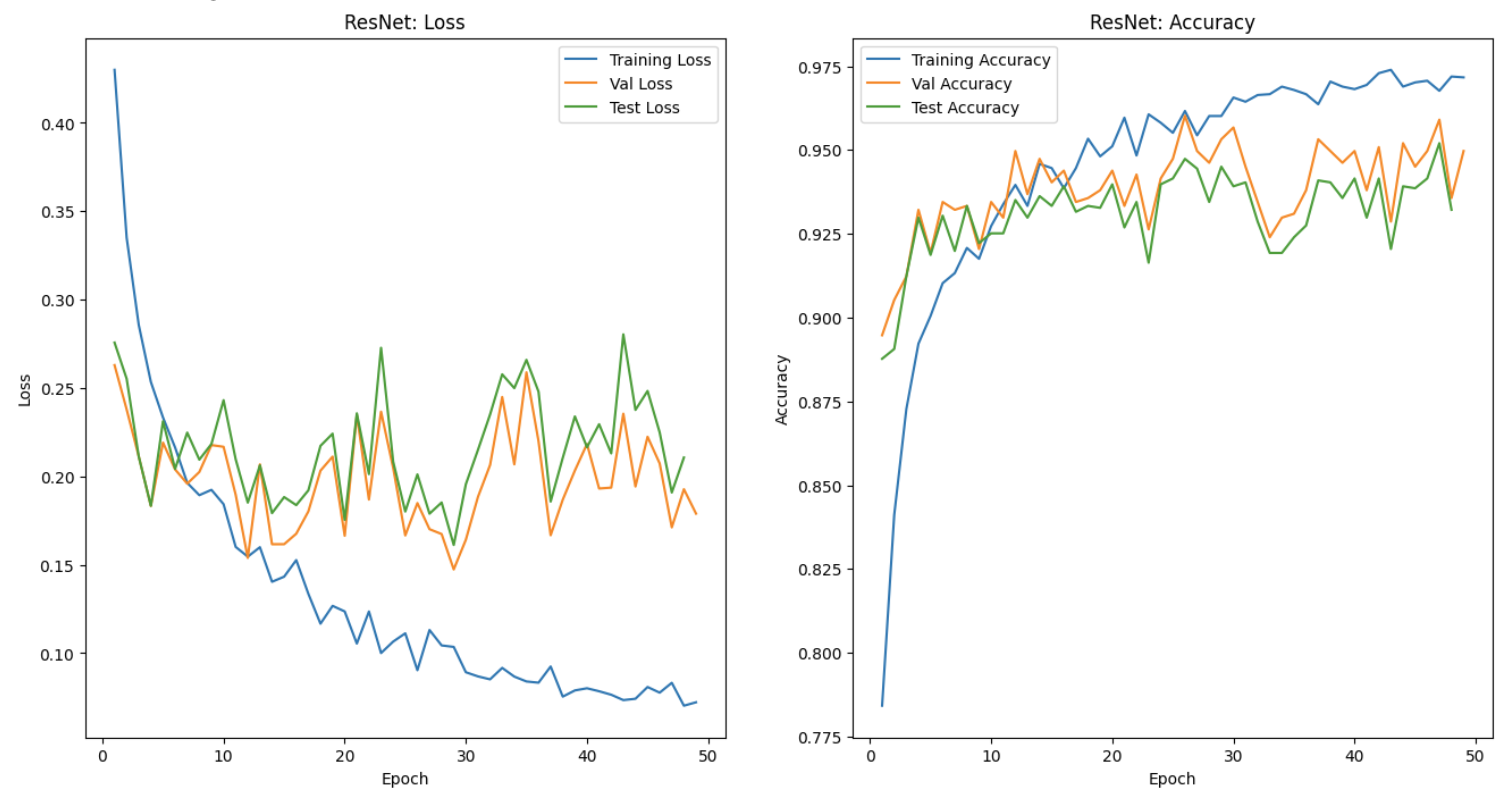 ResNet: Loss
Training Loss
Val Loss
Test Loss
0.40
0.35
0.30
0.25
0.20
0.15
0.10
Loss
0
10
20
30
40
50
Epoch
ResNet: Accuracy
Training Accuracy
Val Accuracy
Test Accuracy
0.975
0.950
0.925
0.900
0.875
0.850
0.825
0.800
0.775
Accuracy
0
10
20
30
40
50
Epoch